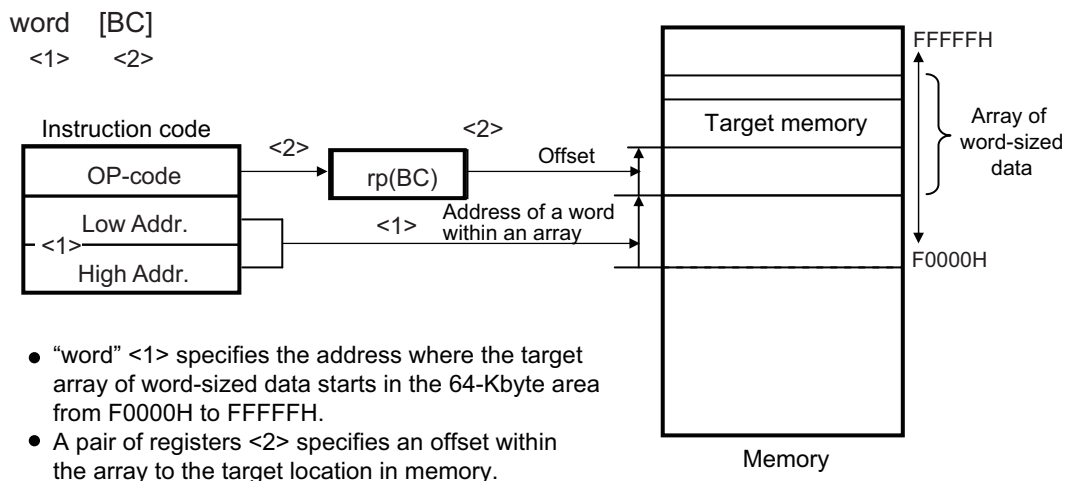 word [BC]
<1> <2>
Instruction code
OP-code
Low Addr.
<1>
High Addr.
<2>
rp(BC)
<2>
Offset
<1>
Address of a word
within an array
Target memory
FFFFFH
Array of
word-sized
data
F0000H
Memory
● “word” <1> specifies the address where the target
array of word-sized data starts in the 64-Kbyte area
from F0000H to FFFFFH.
● A pair of registers <2> specifies an offset within
the array to the target location in memory.